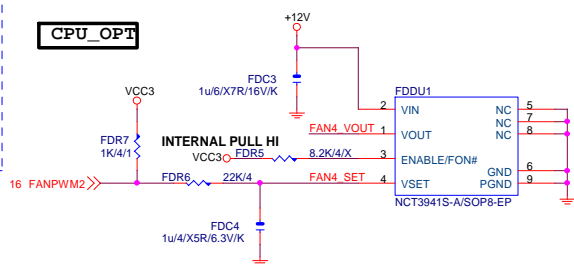 CPU_OPT
+12V
FDC3
1u/6/X7R/16V/K
FDDU1
VCC3
2 VIN NC 5
NC 7
FAN4_VOUT 1 VOUT NC 8
FDR7
1K/4/1
INTERNAL PULL HI
VCC3 FDR5 8.2K/4/X 3 ENABLE/FON#
GND 6
16 FANPWM2 FDR6 22K/4 FAN4_SET 4 VSET PGND 9
NCT3941S-A/SOP8-EP
FDC4
1u/4/X5R/6.3V/K